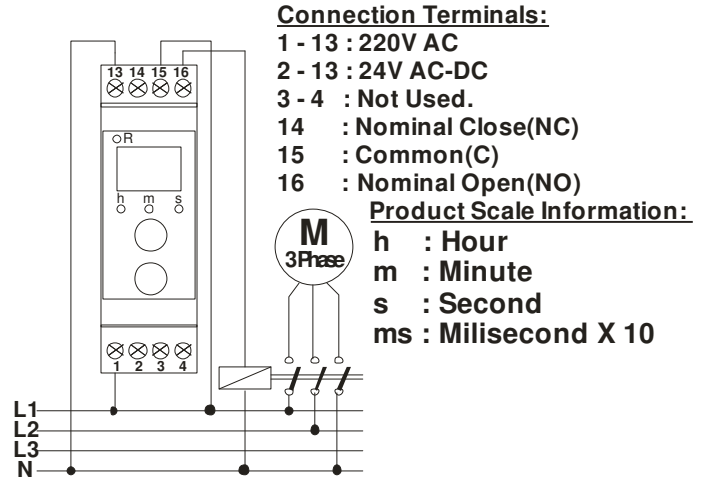 Connection Terminals:
1 - 13 : 220V AC
2 - 13 : 24V AC-DC
3 - 4 : Not Used.
14 : Nominal Close(NC)
15 : Common(C)
16 : Nominal Open(NO)
Product Scale Information:
h : Hour
m : Minute
s : Second
ms : Milisecond X 10
13 14 15 16
R
h m s
1 2 3 4
M
3 Phase
L1
L2
L3
N